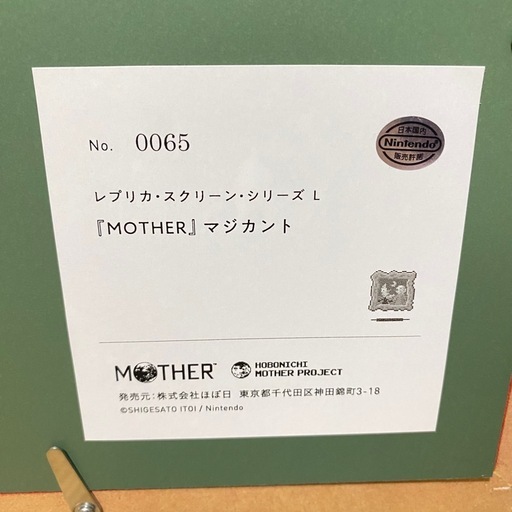 No. 0065
日本国内
Nintendo®
販売許諾
レプリカ・スクリーン・シリーズ L
『MOTHER』マジカント
MOTHER™
HOBONICHI
MOTHER PROJECT
発売元:株式会社ほぼ日 東京都千代田区神田錦町3-18
©SHIGESATO ITOI / Nintendo